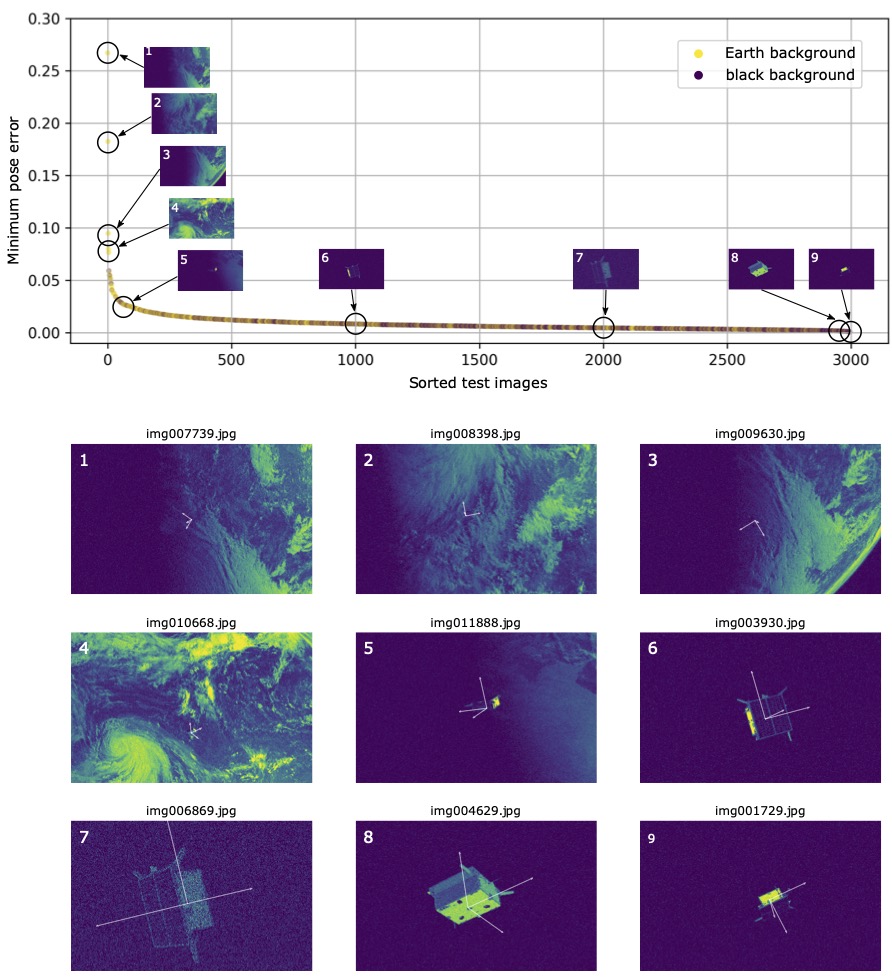 0.30
0.25
0.20
0.15
0.10
0.05
0.00
Minimum pose error
Earth background
black background
1
2
3
4
5
6
7
8
9
0
500
1000
1500
2000
2500
3000
Sorted test images
img007739.jpg
img008398.jpg
img009630.jpg
1
2
3
img010668.jpg
img011888.jpg
img003930.jpg
4
5
6
img006869.jpg
img004629.jpg
img001729.jpg
7
8
9